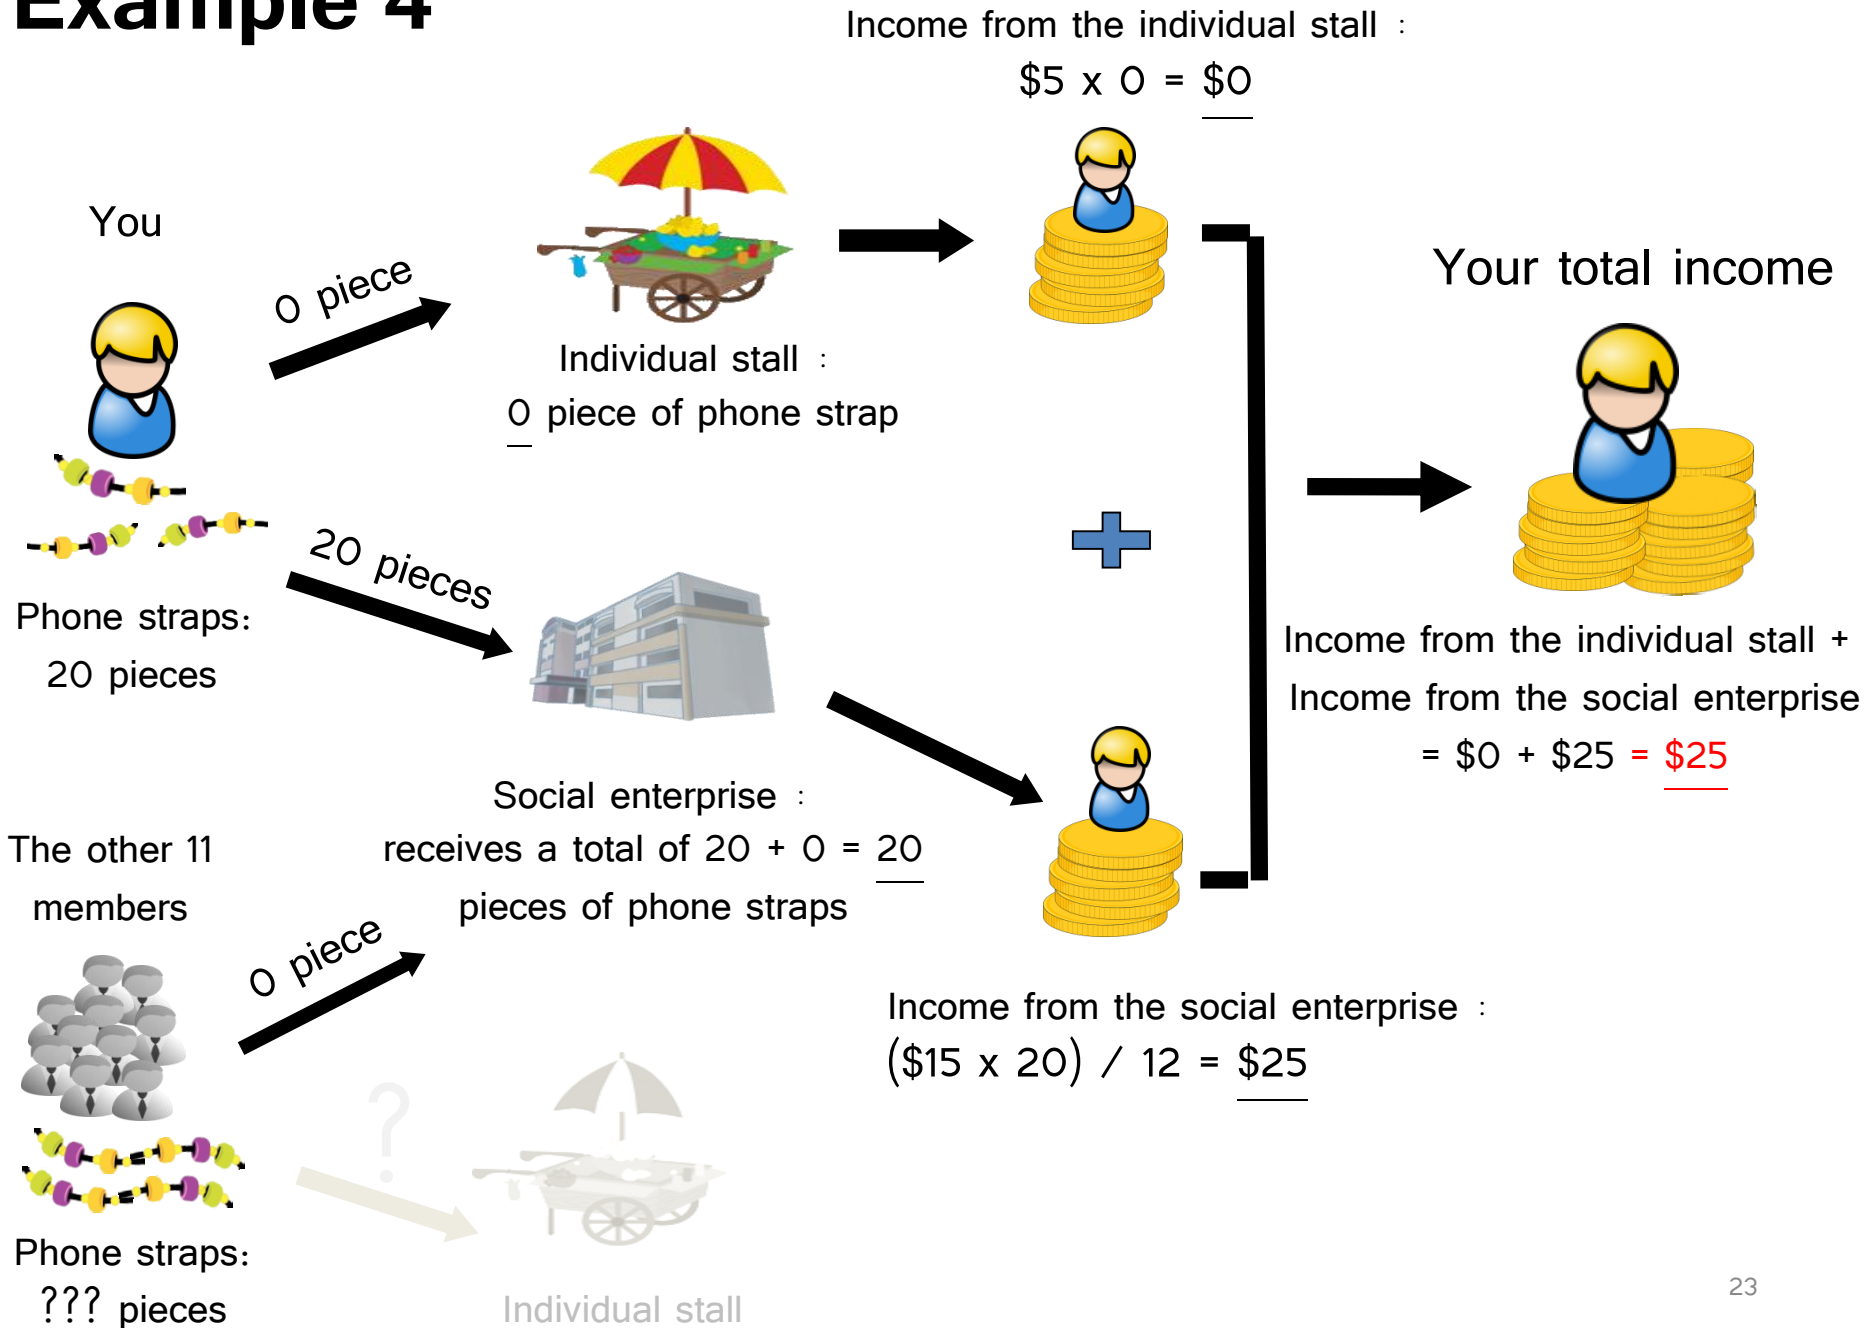 Example 4
Income from the individual stall :
$5 x 0 = $0
You
0 piece
Individual stall :
0 piece of phone strap
Your total income
20 pieces
Phone straps:
20 pieces
Income from the individual stall +
Income from the social enterprise
= $0 + $25 = $25
Social enterprise :
receives a total of 20 + 0 = 20
pieces of phone straps
The other 11
members
0 piece
Income from the social enterprise :
($15 x 20) / 12 = $25
?
Phone straps:
??? pieces
Individual stall
23